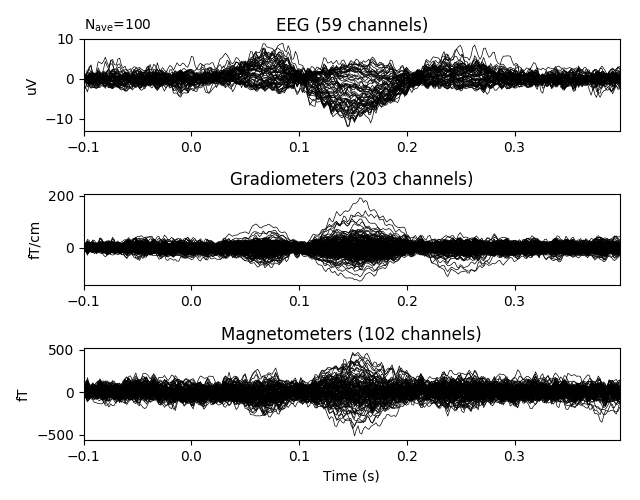 N_ave=100
EEG (59 channels)
10
0
−10
uV
−0.1 0.0 0.1 0.2 0.3
Gradiometers (203 channels)
200
0
fT/cm
−0.1 0.0 0.1 0.2 0.3
Magnetometers (102 channels)
500
0
−500
fT
−0.1 0.0 0.1 0.2 0.3
Time (s)